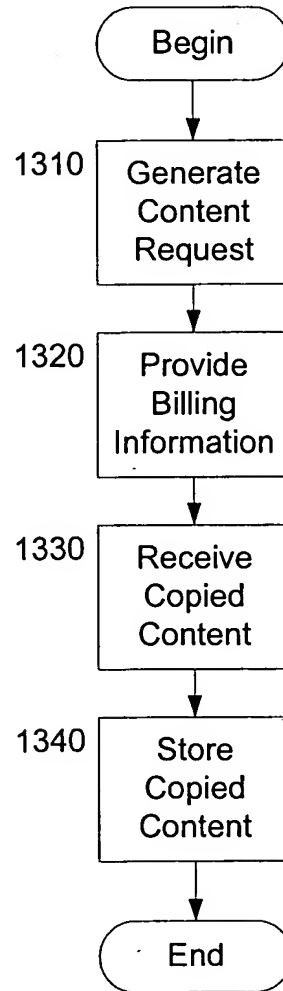 Begin
1310
Generate
Content
Request
1320
Provide
Billing
Information
1330
Receive
Copied
Content
1340
Store
Copied
Content
End